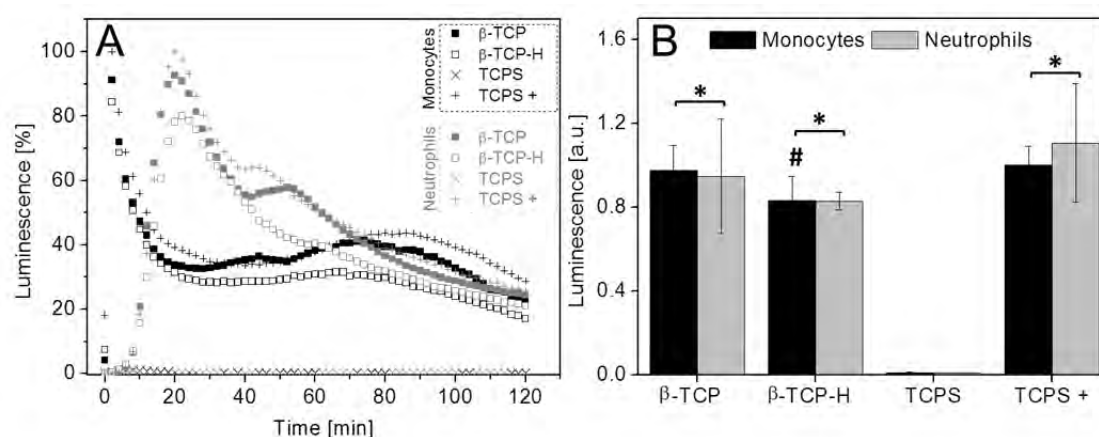 A
100
80
60
40
20
0
Luminescence [%]
0 20 40 60 80 100 120
Time [min]
Monocytes
β-TCP
β-TCP-H
TCPS
TCPS +
Neutrophils
β-TCP
β-TCP-H
TCPS
TCPS +
B
Monocytes Neutrophils
1.6
1.2
0.8
0.4
0.0
Luminescence [a.u.]
*
*
#
*
β-TCP β-TCP-H TCPS TCPS +